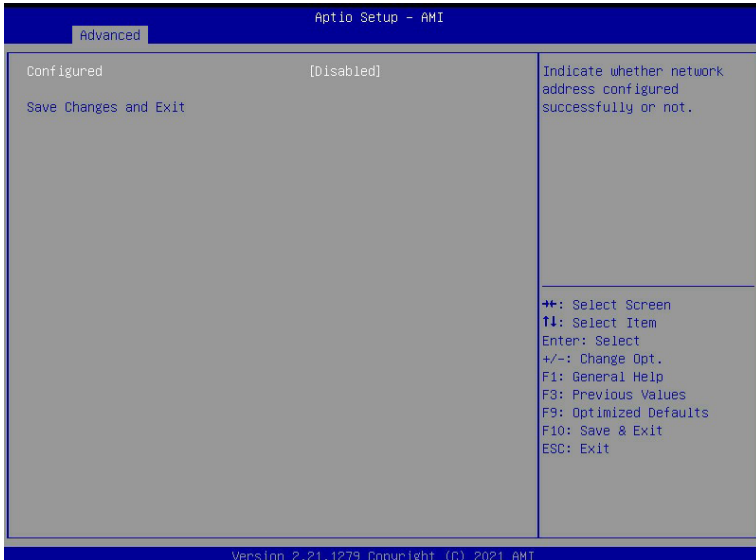 Aptio Setup – AMI
Advanced
Configured [Disabled]
Save Changes and Exit
Indicate whether network
address configured
successfully or not.
→←: Select Screen
↑↓: Select Item
Enter: Select
+/-: Change Opt.
F1: General Help
F3: Previous Values
F9: Optimized Defaults
F10: Save & Exit
ESC: Exit
Version 2.21.1279 Copyright (C) 2021 AMI